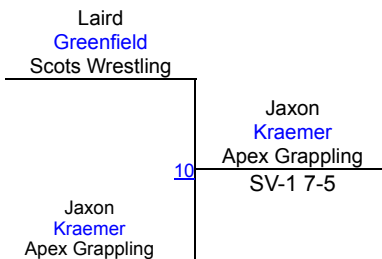 Laird
Greenfield
Scots Wrestling
Jaxon
Kraemer
Apex Grappling
10
SV-1 7-5
Jaxon
Kraemer
Apex Grappling